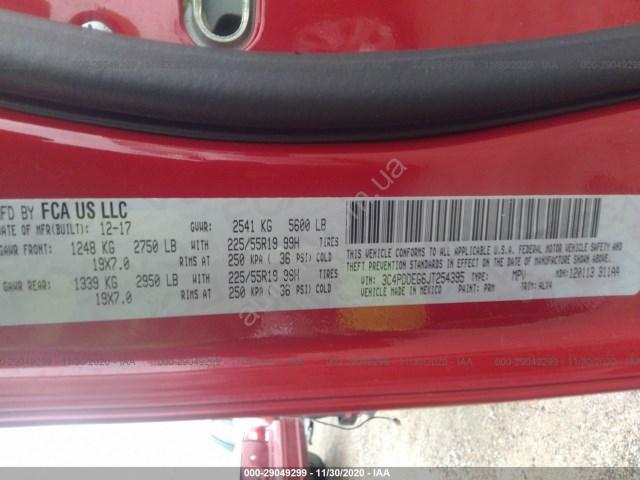 MFD BY FCA US LLC
DATE OF MFR(BUILT): 12-17 GVWR: 2541 KG 5600 LB
GAWR FRONT: 1248 KG 2750 LB WITH 225/55R19 99H TIRES
19X7.0 RIMS AT 250 KPA ( 36 PSI) COLD
GAWR REAR: 1339 KG 2950 LB WITH 225/55R19 99H TIRES
19X7.0 RIMS AT 250 KPA ( 36 PSI) COLD
THIS VEHICLE CONFORMS TO ALL APPLICABLE U.S.A. FEDERAL MOTOR VEHICLE SAFETY AND
THEFT PREVENTION STANDARDS IN EFFECT ON THE DATE OF MANUFACTURE SHOWN ABOVE.
VIN: 3C4PDDEG6JT254395 TYPE: MPV MDH: 120113 311AA
VEHICLE MADE IN MEXICO PAINT: PRM TRIM: ALVA
000-29049299 - 11/30/2020 - IAA